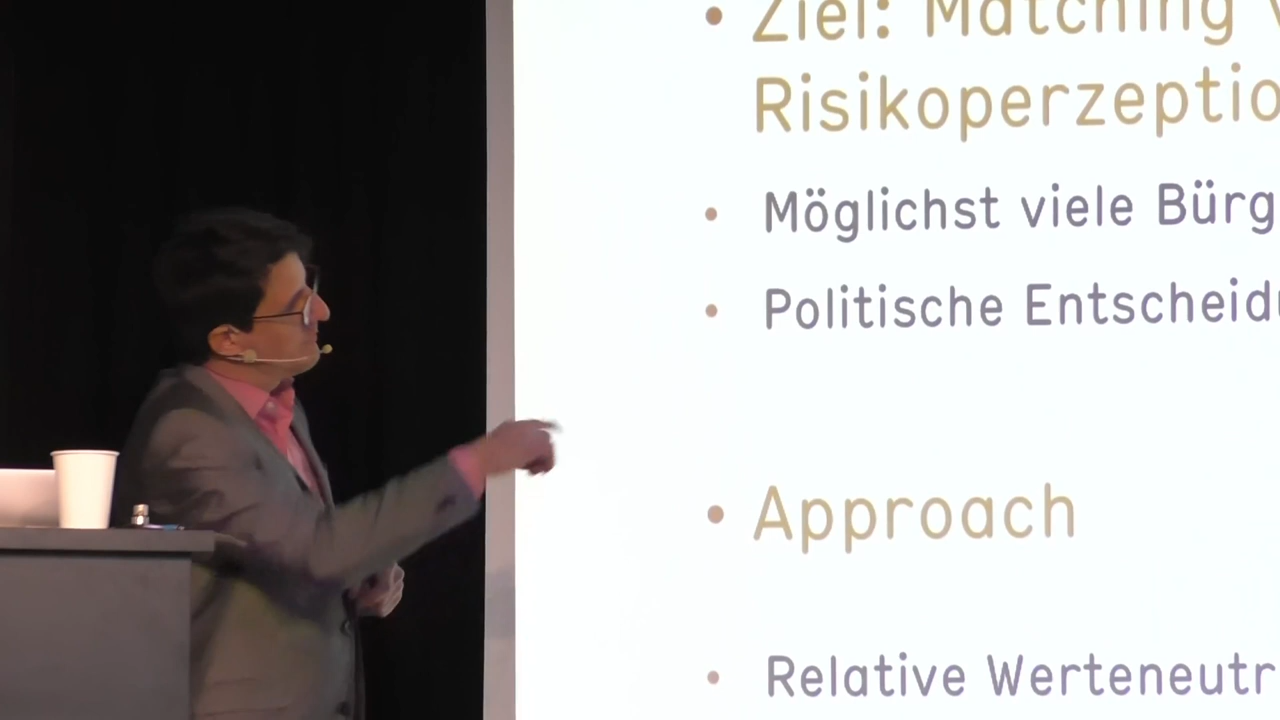 • Ziel: Matching
Risikoperzeptio
• Möglichst viele Bürg
• Politische Entscheid
• Approach
• Relative Werteneutr